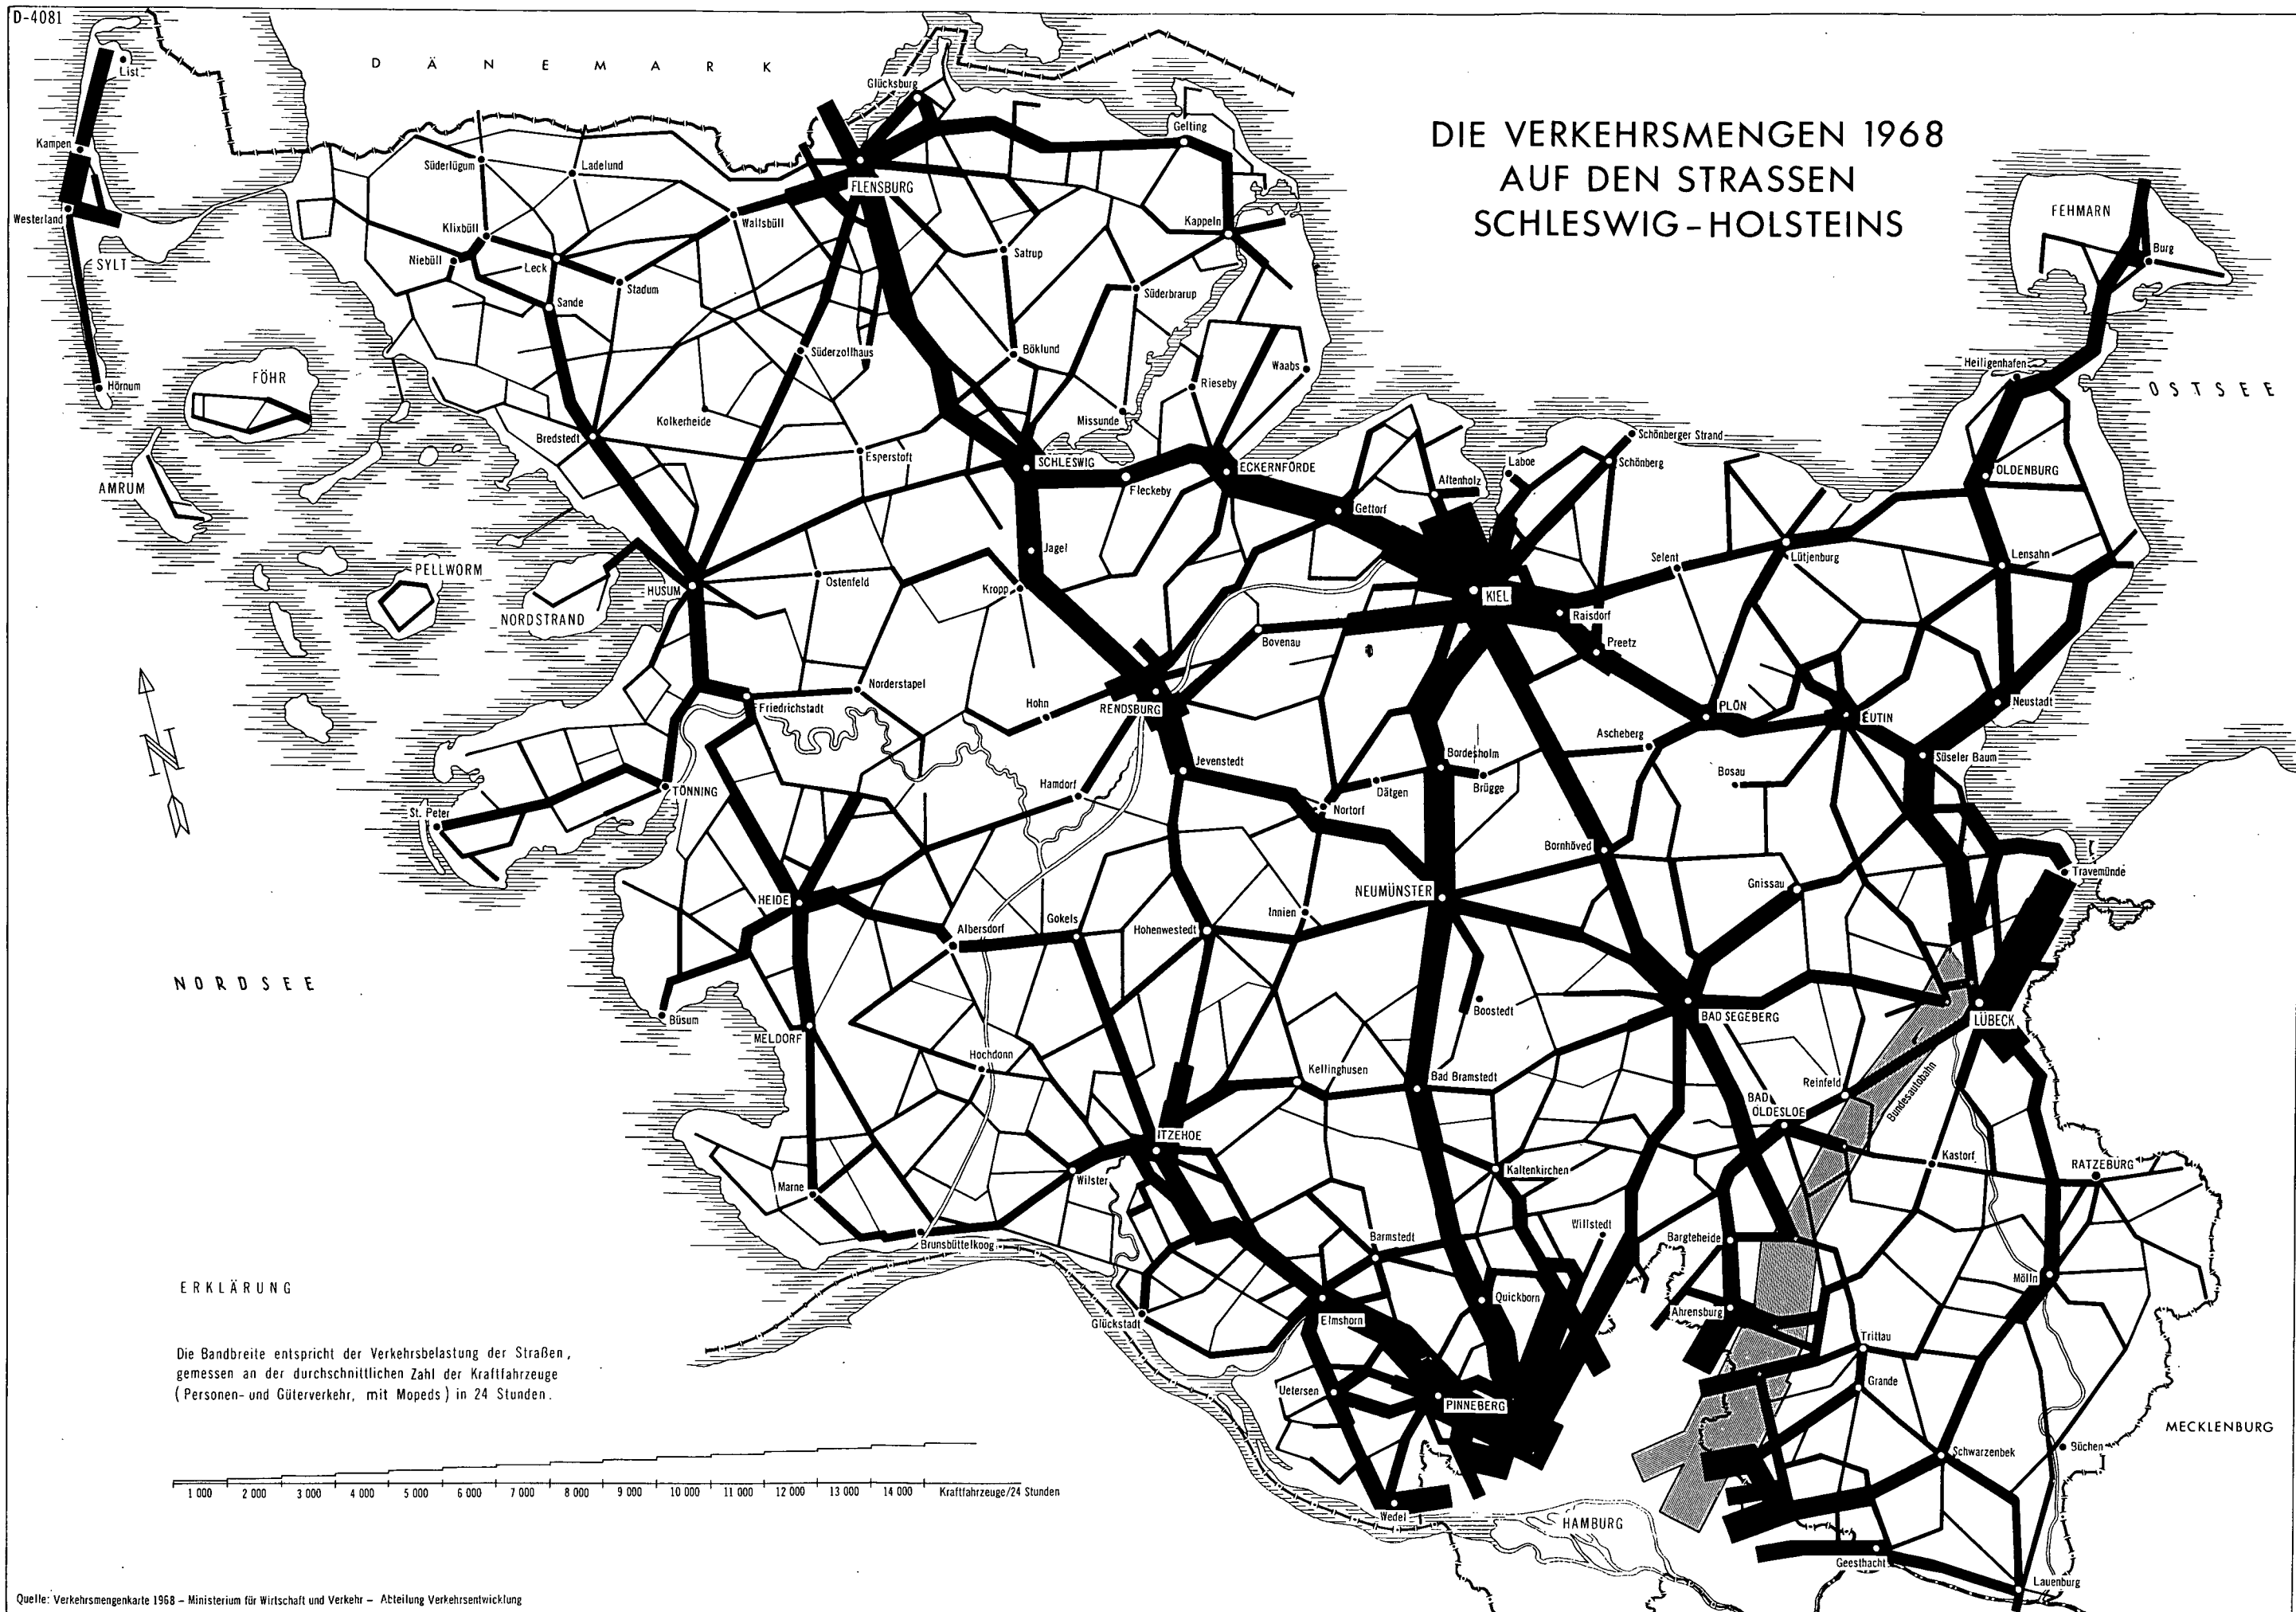 D-4081
DIE VERKEHRSMENGEN 1968
AUF DEN STRASSEN
SCHLESWIG-HOLSTEINS
DÄNEMARK
List
Kampen
Westerland
SYLT
Hörnum
Glücksburg
Gelting
Süderlügum
Ladelund
FLENSBURG
Wallsbüll
Kappeln
Klixbüll
Niebüll
Leck
Stadum
Satrup
Sande
Süderbrarup
FEHMARN
Burg
Süderzollhaus
Böklund
Waabs
Rieseby
Heiligenhafen
OSTSEE
FÖHR
Kolkerheide
Missunde
Bredstedt
Esperstoft
SCHLESWIG
ECKERNFÖRDE
Fleckeby
Schönberger Strand
Laboe
Schönberg
OLDENBURG
AMRUM
Altenholz
Gettorf
Jagel
PELLWORM
Ostenfeld
Kropp
HUSUM
NORDSTRAND
KIEL
Selent
Lütjenburg
Lensahn
Raisdorf
Preetz
Bovenau
Friedrichstadt
Norderstapel
Hohn
RENDSBURG
PLÖN
EUTIN
Neustadt
Ascheberg
Süseler Baum
Jevenstedt
Bordesholm
Bosau
Dätgen
Brügge
TÖNNING
Hamdorf
Nortorf
St. Peter
Bornhöved
Travemünde
HEIDE
NEUMÜNSTER
Gnissau
Albersdorf
Gokels
Hohenwestedt
Innien
NORDSEE
Büsum
Boostedt
BAD SEGEBERG
LÜBECK
MELDORF
Hochdonn
Kellinghusen
Bad Bramstedt
Reinfeld
Bundesautobahn
BAD
OLDESLOE
ITZEHOE
Kaltenkirchen
Kastorf
RATZEBURG
Marne
Wilster
Willstedt
Bargteheide
Brunsbüttelkoog
Barmstedt
Mölln
Quickborn
Ahrensburg
Glückstadt
Elmshorn
Trittau
Uetersen
Grande
PINNEBERG
MECKLENBURG
Schwarzenbek
Büchen
Wedel
HAMBURG
Geesthacht
Lauenburg
ERKLÄRUNG
Die Bandbreite entspricht der Verkehrsbelastung der Straßen,
gemessen an der durchschnittlichen Zahl der Kraftfahrzeuge
(Personen- und Güterverkehr, mit Mopeds) in 24 Stunden.
1 000 2 000 3 000 4 000 5 000 6 000 7 000 8 000 9 000 10 000 11 000 12 000 13 000 14 000 Kraftfahrzeuge/24 Stunden
N
Quelle: Verkehrsmengenkarte 1968 – Ministerium für Wirtschaft und Verkehr – Abteilung Verkehrsentwicklung